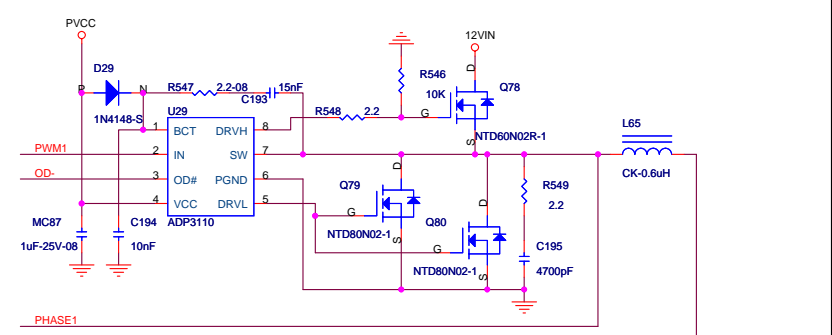 PVCC
12VIN
D29
P
N
R547
2.2-08
15nF
C193
1N4148-S
U29
R546
10K
D
Q78
R548
2.2
G
NTD60N02R-1
S
1
BCT
DRVH
8
PWM1
2
IN
SW
7
L65
CK-0.6uH
OD-
3
OD#
PGND
6
4
VCC
DRVL
5
ADP3110
D
Q79
G
NTD80N02-1
S
D
Q80
G
NTD80N02-1
S
R549
2.2
MC87
1uF-25V-08
C194
10nF
C195
4700pF
PHASE1